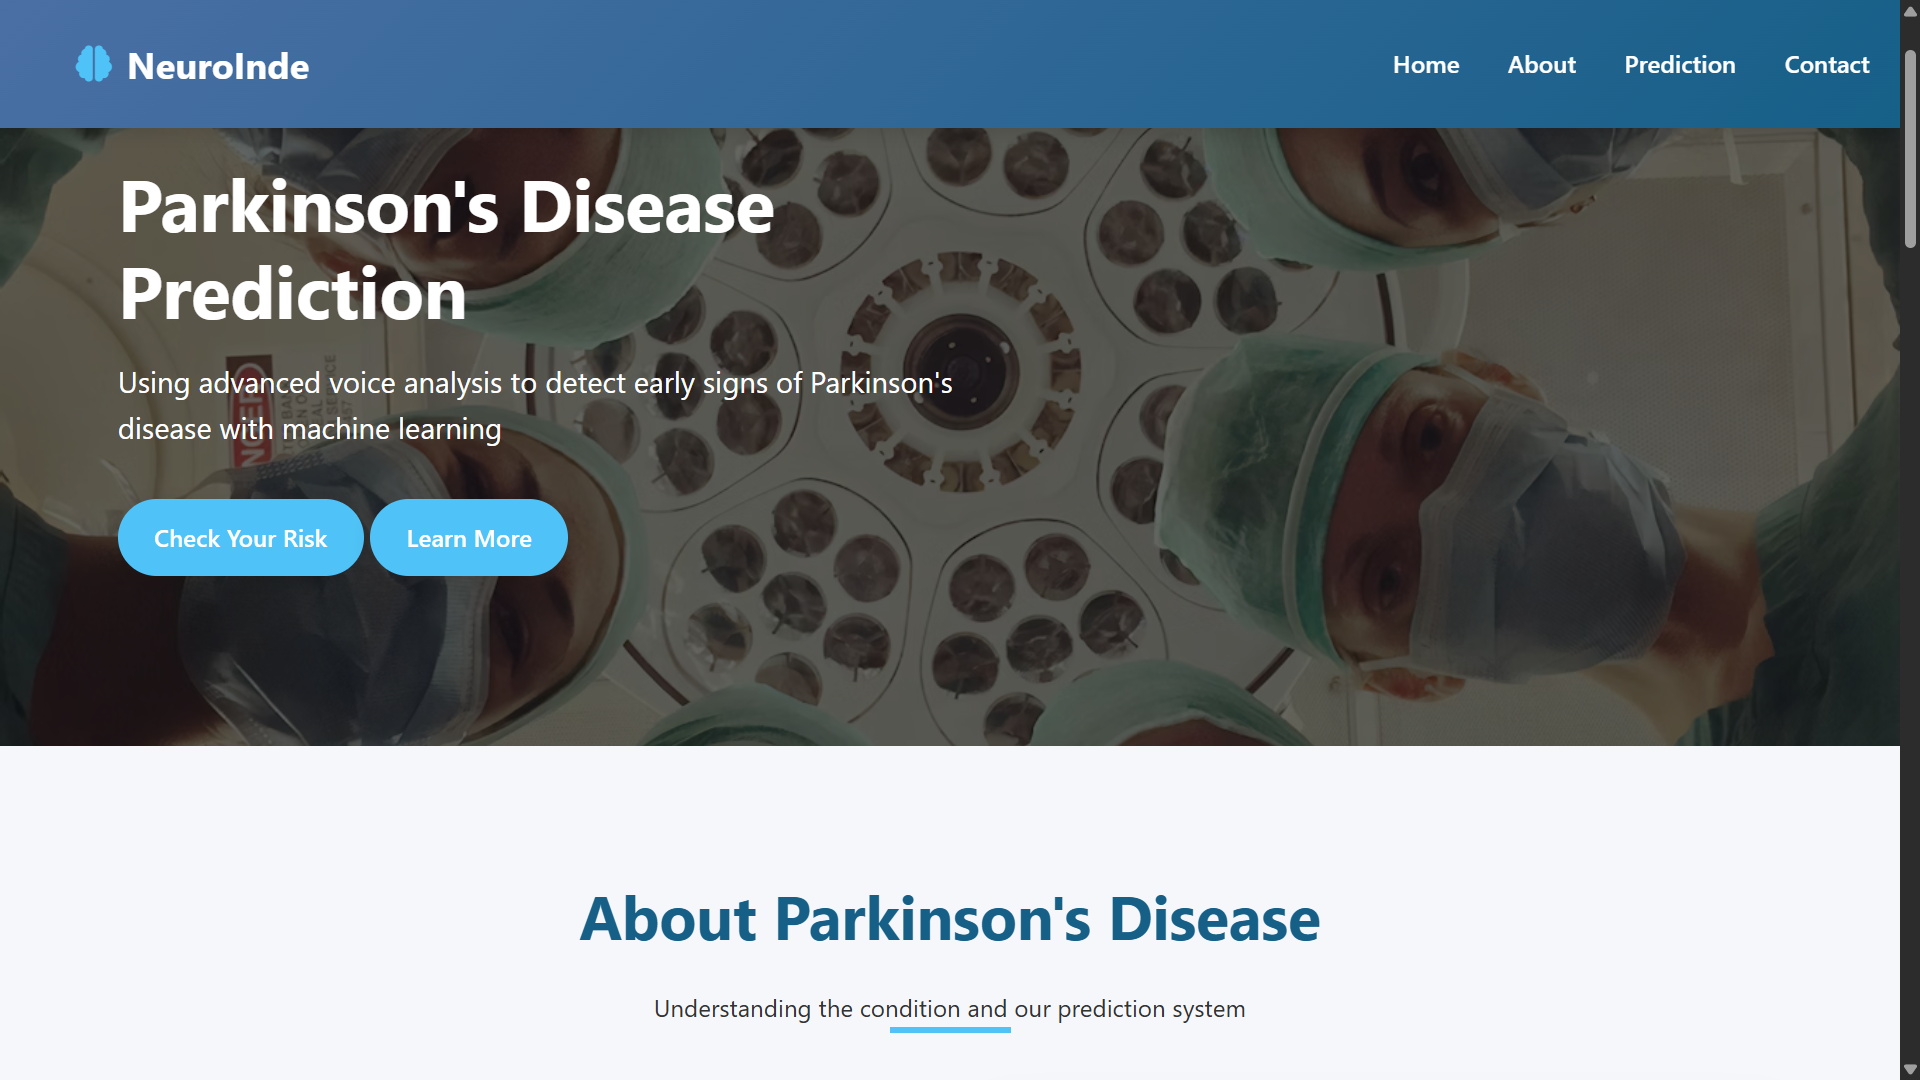 NeuroInde
Home
About
Prediction
Contact
Parkinson's Disease
Prediction
Using advanced voice analysis to detect early signs of Parkinson's
disease with machine learning
Check Your Risk
Learn More
About Parkinson's Disease
Understanding the condition and our prediction system